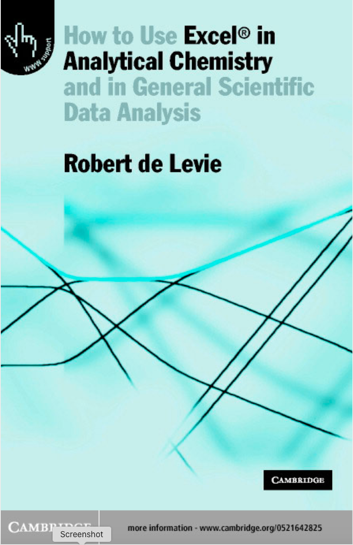 www support
How to Use Excel® in
Analytical Chemistry
and in General Scientific
Data Analysis
Robert de Levie
CAMBRIDGE
CAMBRIDGE
more information - www.cambridge.org/0521642825
Screenshot